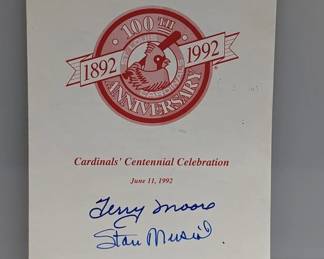 100TH
1892 1992
ANNIVERSARY
Cardinals' Centennial Celebration
June 11, 1992
Terry Moore
Stan Musial